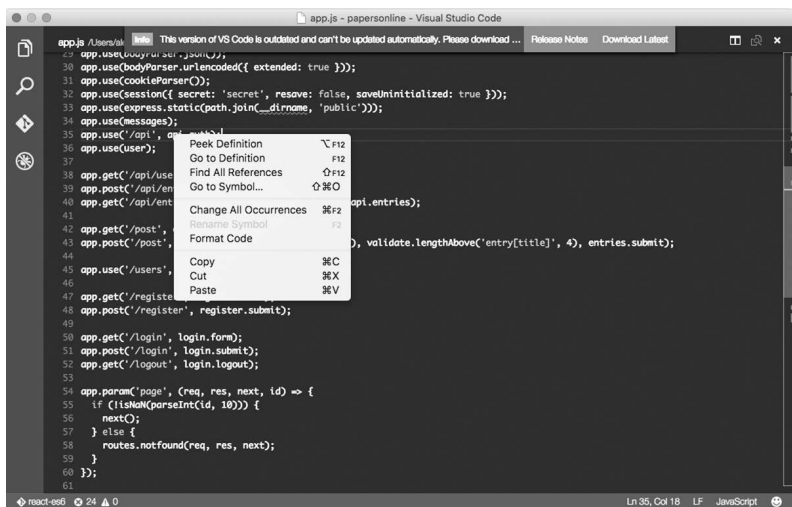 app.js - papersonline - Visual Studio Code
app.js /Users/al
Info This version of VS Code is outdated and can't be updated automatically. Please download ... Release Notes Download Latest
29 app.use(bodyParser.json());
30 app.use(bodyParser.urlencoded({ extended: true }));
31 app.use(cookieParser());
32 app.use(session({ secret: 'secret', resave: false, saveUninitialized: true }));
33 app.use(express.static(path.join(__dirname, 'public')));
34 app.use(messages);
35 app.use('/api', api.auth);
36 app.use(user);
37
38 app.get('/api/use
39 app.post('/api/en
40 app.get('/api/ent api.entries);
41
42 app.get('/post',
43 app.post('/post', ), validate.lengthAbove('entry[title]', 4), entries.submit);
44
45 app.use('/users',
46
47 app.get('/register
48 app.post('/register', register.submit);
49
50 app.get('/login', login.form);
51 app.post('/login', login.submit);
52 app.get('/logout', login.logout);
53
54 app.param('page', (req, res, next, id) => {
55 if (!isNaN(parseInt(id, 10))) {
56 next();
57 } else {
58 routes.notfound(req, res, next);
59 }
60 });
61
Peek Definition ⌥F12
Go to Definition F12
Find All References ⇧F12
Go to Symbol... ⇧⌘O
Change All Occurrences ⌘F2
Rename Symbol F2
Format Code
Copy ⌘C
Cut ⌘X
Paste ⌘V
react-es6 24 0 Ln 35, Col 18 LF JavaScript